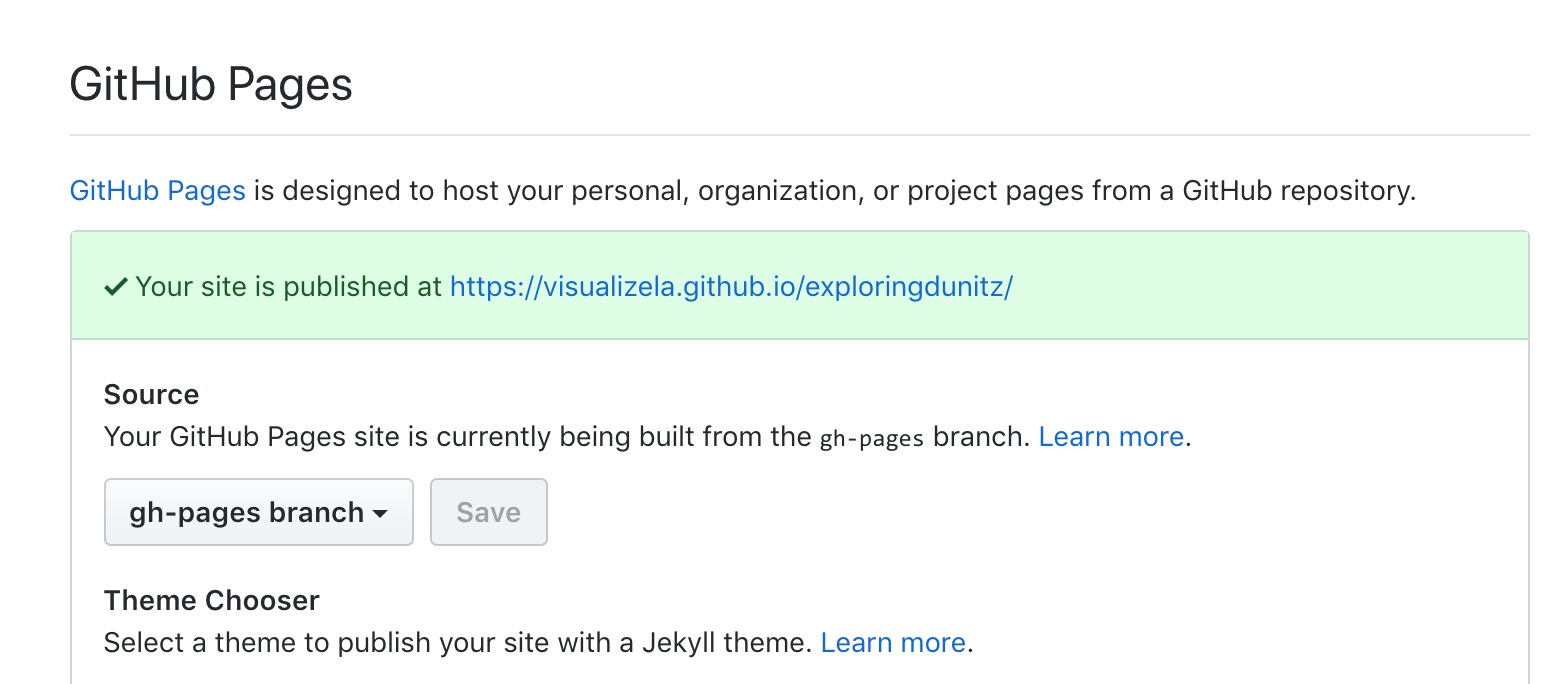 GitHub Pages
GitHub Pages is designed to host your personal, organization, or project pages from a GitHub repository.
Your site is published at https://visualizela.github.io/exploringdunitz/
Source
Your GitHub Pages site is currently being built from the gh-pages branch. Learn more.
gh-pages branch Save
Theme Chooser
Select a theme to publish your site with a Jekyll theme. Learn more.